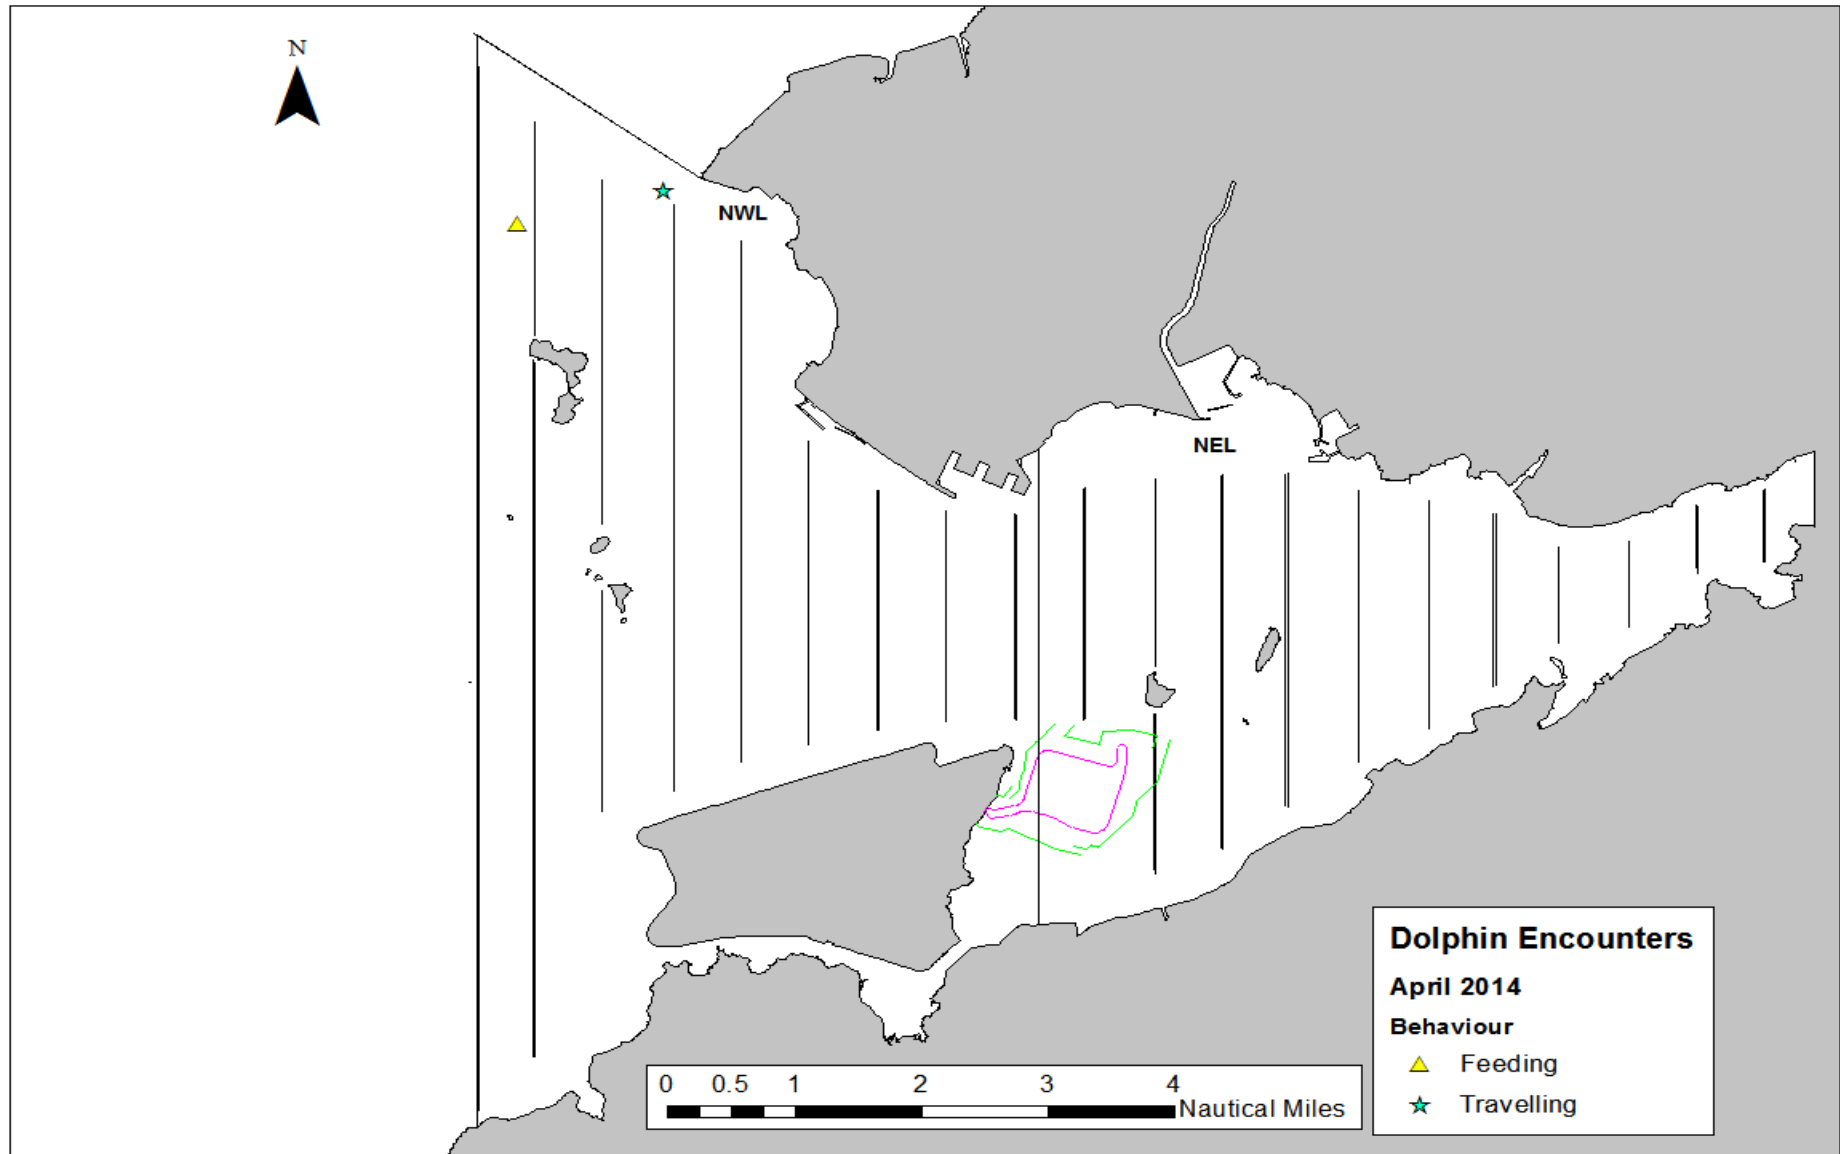 N
NWL
NEL
Dolphin Encounters
April 2014
Behaviour
Feeding
Travelling
0 0.5 1 2 3 4
Nautical Miles